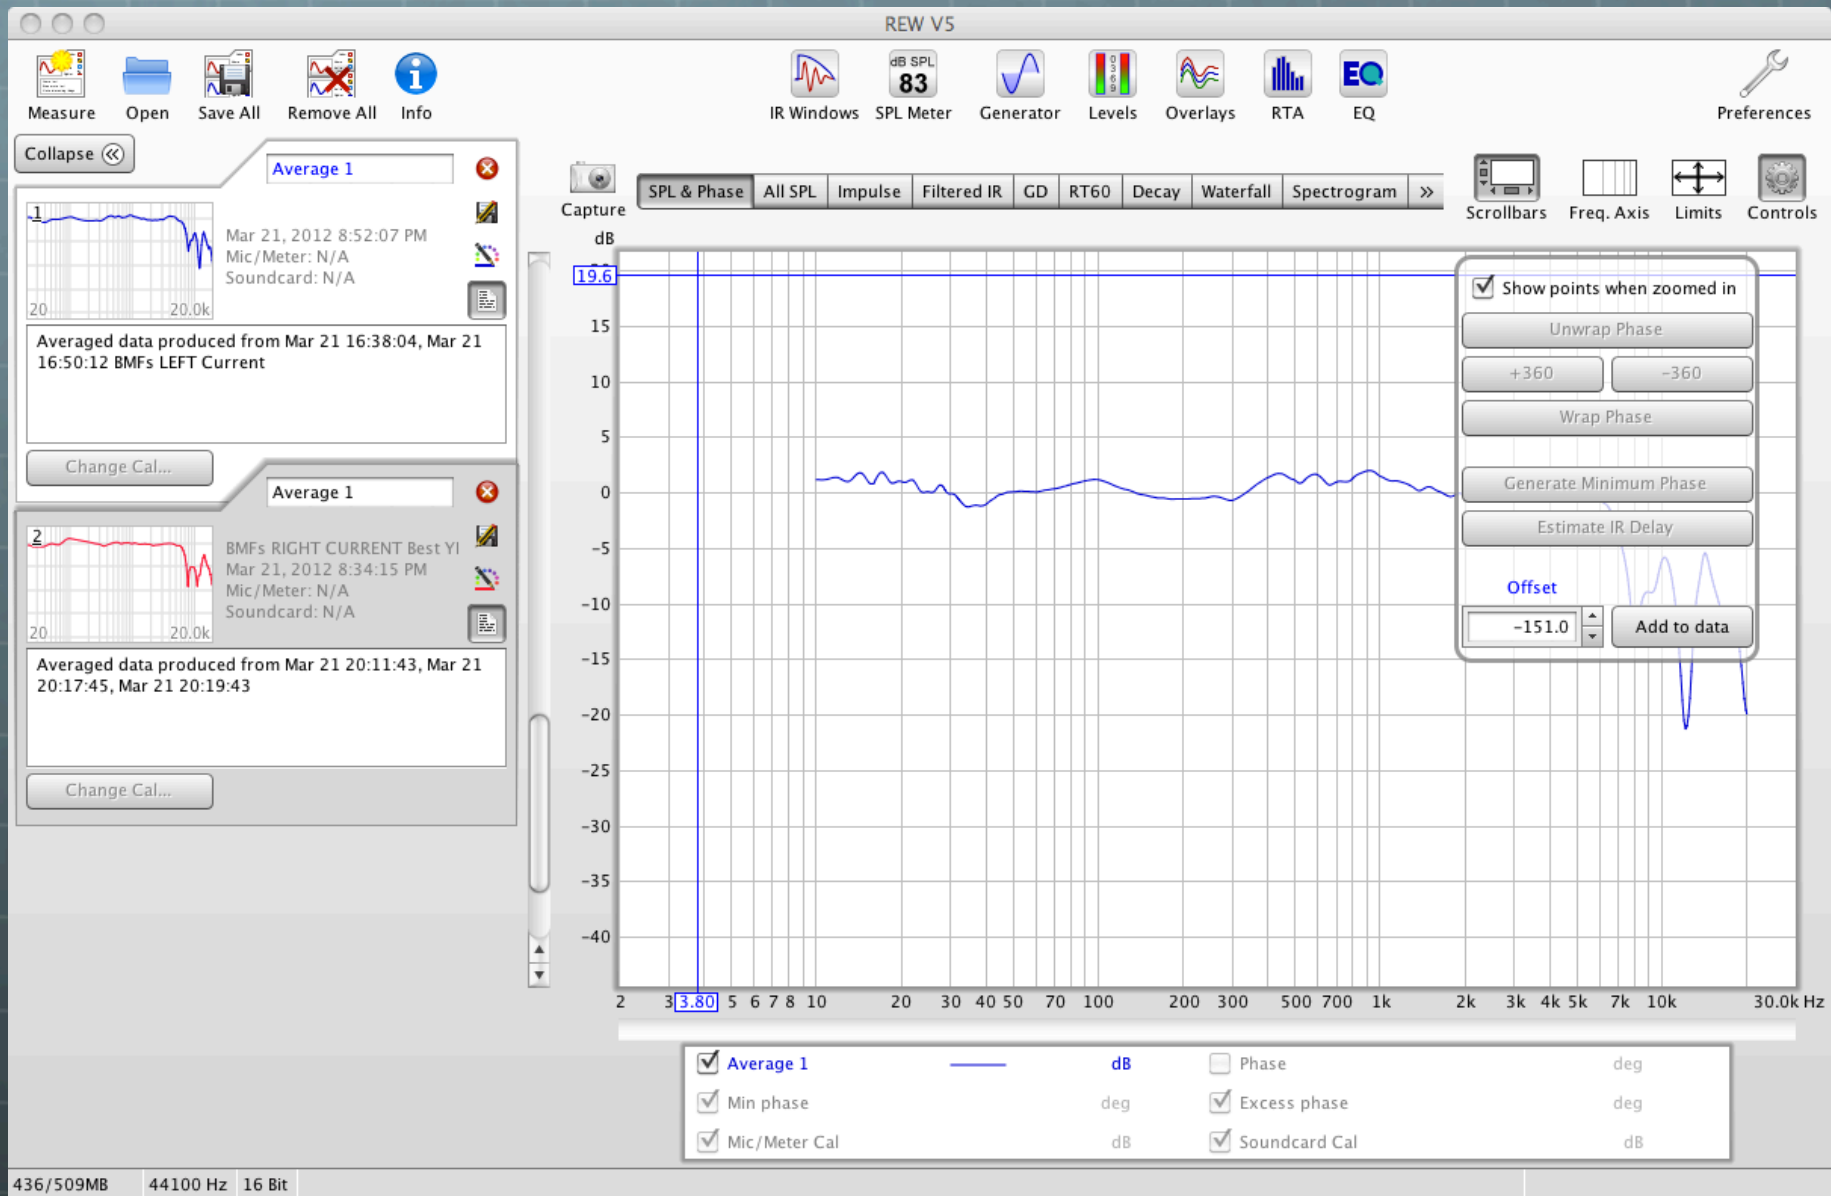 REW V5
Measure Open Save All Remove All Info
dB SPL
83
0 3 6 9
EQ
IR Windows SPL Meter Generator Levels Overlays RTA EQ
Preferences
Collapse
Average 1
1
20 20.0k
Mar 21, 2012 8:52:07 PM
Mic/Meter: N/A
Soundcard: N/A
Averaged data produced from Mar 21 16:38:04, Mar 21
16:50:12 BMFs LEFT Current
Change Cal...
Average 1
2
20 20.0k
BMFs RIGHT CURRENT Best
Mar 21, 2012 8:34:15 PM
Mic/Meter: N/A
Soundcard: N/A
Averaged data produced from Mar 21 20:11:43, Mar 21
20:17:45, Mar 21 20:19:43
Change Cal...
Capture
SPL & Phase All SPL Impulse Filtered IR GD RT60 Decay Waterfall Spectrogram »
Scrollbars Freq. Axis Limits Controls
dB
19.6
15
10
5
0
-5
-10
-15
-20
-25
-30
-35
-40
Show points when zoomed in
Unwrap Phase
+360 -360
Wrap Phase
Generate Minimum Phase
Estimate IR Delay
Offset
-151.0 Add to data
2 3 3.80 5 6 7 8 10 20 30 40 50 70 100 200 300 500 700 1k 2k 3k 4k 5k 7k 10k 30.0k Hz
Average 1 dB Phase deg
Min phase deg Excess phase deg
Mic/Meter Cal dB Soundcard Cal dB
436/509MB 44100 Hz 16 Bit